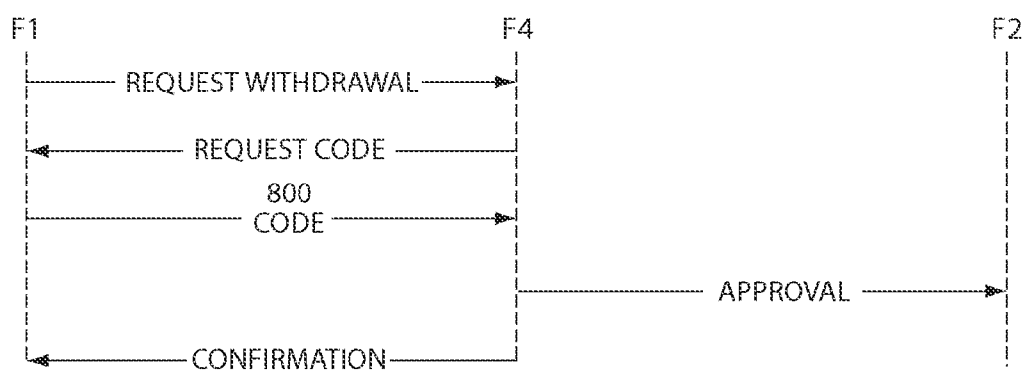 F1 F4 F2
REQUEST WITHDRAWAL
REQUEST CODE
800
CODE
APPROVAL
CONFIRMATION